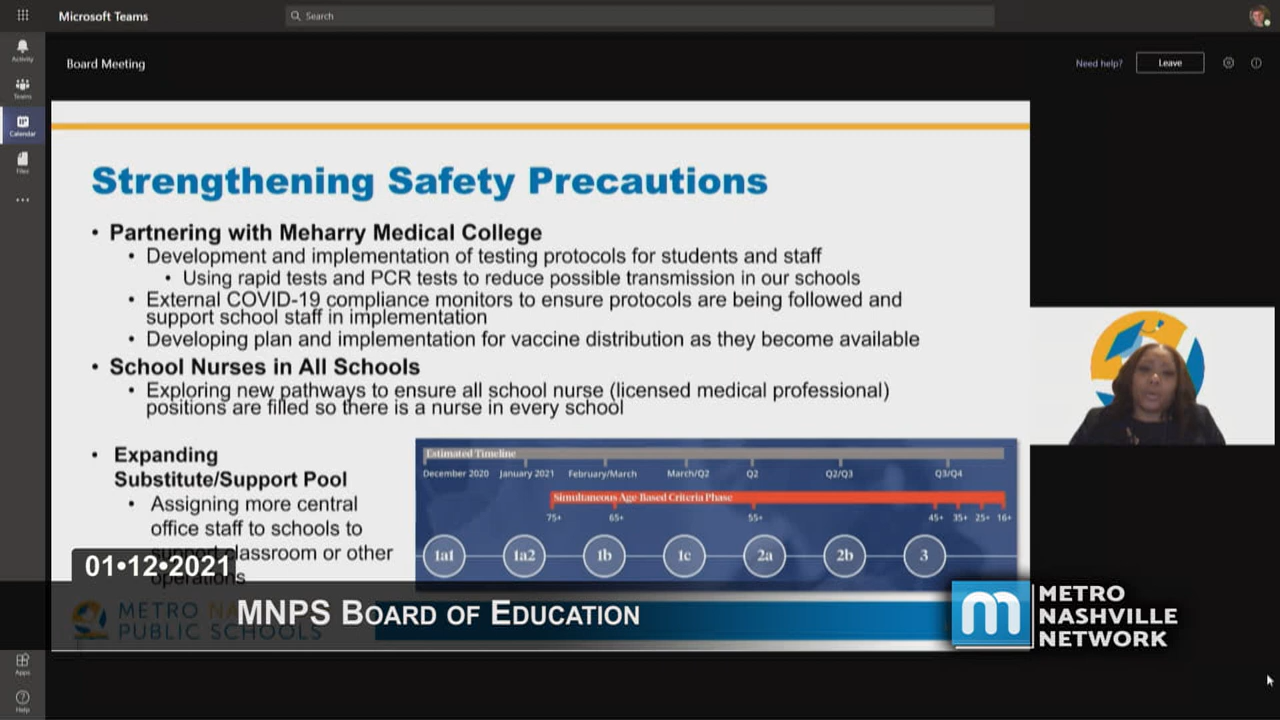 Microsoft Teams
Search
Activity
Teams
Calendar
Files
Board Meeting
Need help?
Leave
Strengthening Safety Precautions
• Partnering with Meharry Medical College
• Development and implementation of testing protocols for students and staff
• Using rapid tests and PCR tests to reduce possible transmission in our schools
• External COVID-19 compliance monitors to ensure protocols are being followed and
support school staff in implementation
• Developing plan and implementation for vaccine distribution as they become available
• School Nurses in All Schools
• Exploring new pathways to ensure all school nurse (licensed medical professional)
positions are filled so there is a nurse in every school
• Expanding
Substitute/Support Pool
• Assigning more central
office staff to schools to
support classroom or other
operations
Estimated Timeline
December 2020 January 2021 February/March March/Q2 Q2 Q2/Q3 Q3/Q4
Simultaneous Age Based Criteria Phase
75+ 65+ 55+ 45+ 35+ 25+ 16+
1a1 1a2 1b 1c 2a 2b 3
01•12•2021
METRO NA
PUBLIC SCHOOLS
MNPS BOARD OF EDUCATION
m METRO
NASHVILLE
NETWORK
Apps
Help